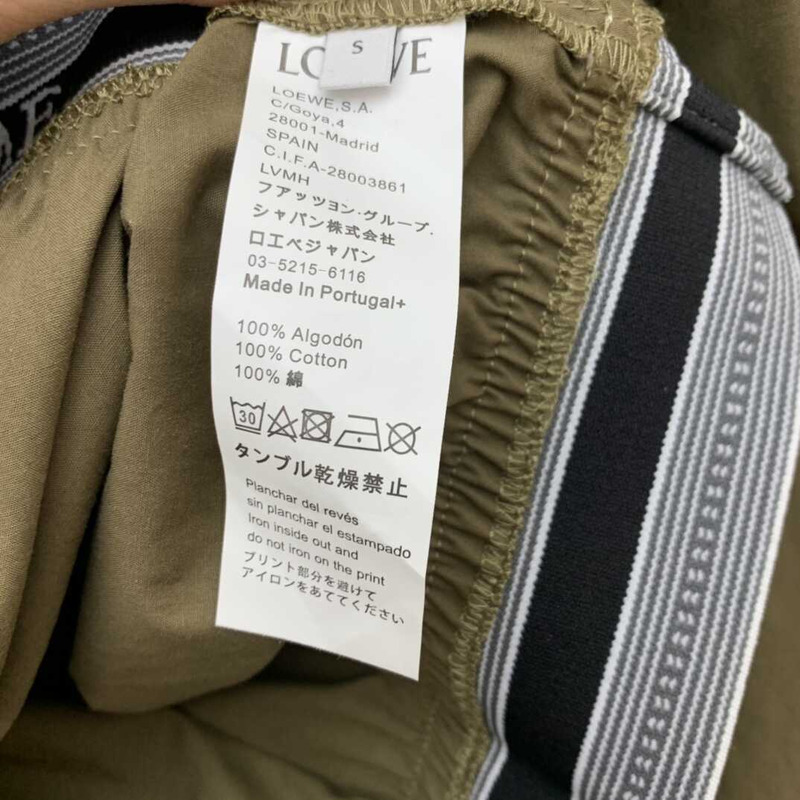 S
LOEWE
LOEWE,S.A.
C/Goya,4
28001-Madrid
SPAIN
C.I.F.A-28003861
LVMH
フアッツョン·グループ.
シャパン株式会社
ロエベジャパン
03-5215-6116
Made In Portugal+
100% Algodón
100% Cotton
100% 綿
30
タンブル乾燥禁止
Planchar del revés
sin planchar el estampado
Iron inside out and
do not iron on the print
プリント部分を避けて
アイロンをあててください